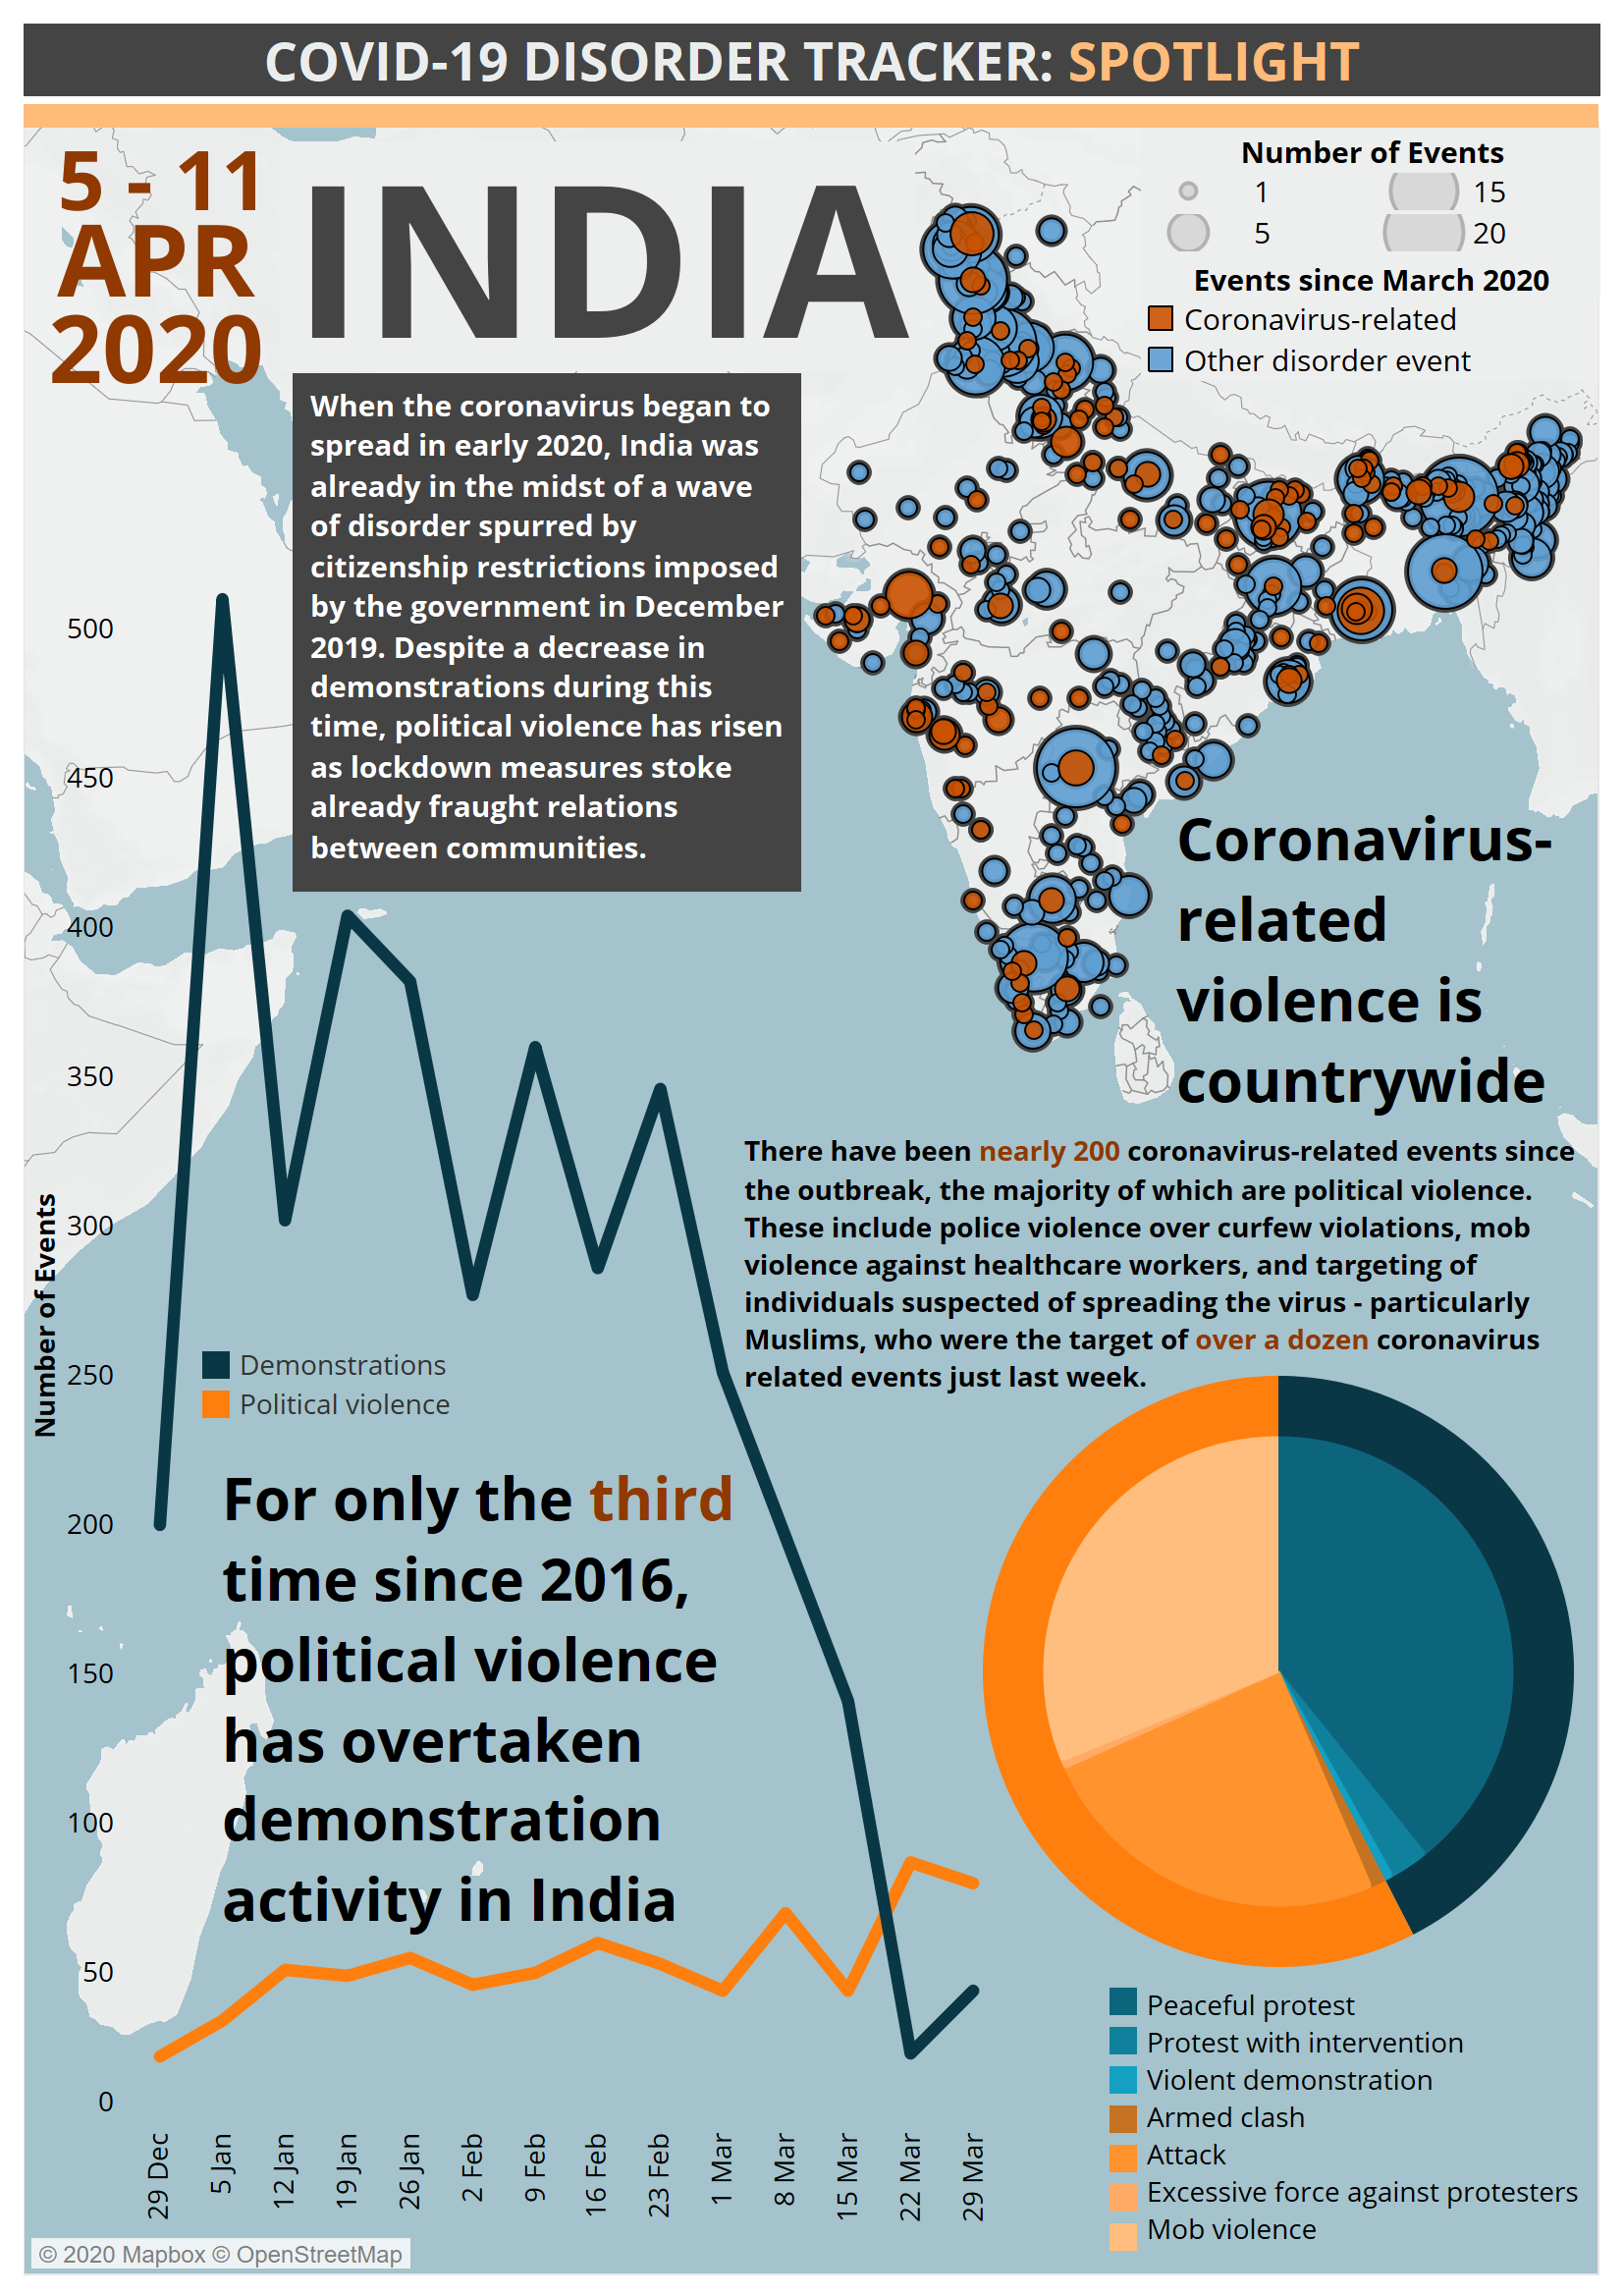 COVID-19 DISORDER TRACKER: SPOTLIGHT
5 - 11
APR
2020
INDIA
Number of Events
1
15
5
20
Events since March 2020
Coronavirus-related
Other disorder event
When the coronavirus began to
spread in early 2020, India was
already in the midst of a wave
of disorder spurred by
citizenship restrictions imposed
by the government in December
2019. Despite a decrease in
demonstrations during this
time, political violence has risen
as lockdown measures stoke
already fraught relations
between communities.
Coronavirus-
related
violence is
countrywide
There have been nearly 200 coronavirus-related events since
the outbreak, the majority of which are political violence.
These include police violence over curfew violations, mob
violence against healthcare workers, and targeting of
individuals suspected of spreading the virus - particularly
Muslims, who were the target of over a dozen coronavirus
related events just last week.
Number of Events
500
450
400
350
300
250
200
150
100
50
0
Demonstrations
Political violence
For only the third
time since 2016,
political violence
has overtaken
demonstration
activity in India
29 Dec
5 Jan
12 Jan
19 Jan
26 Jan
2 Feb
9 Feb
16 Feb
23 Feb
1 Mar
8 Mar
15 Mar
22 Mar
29 Mar
Peaceful protest
Protest with intervention
Violent demonstration
Armed clash
Attack
Excessive force against protesters
Mob violence
© 2020 Mapbox © OpenStreetMap